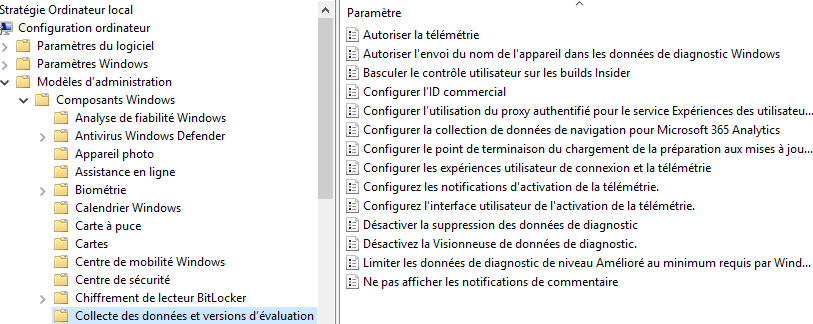 Stratégie Ordinateur local
Configuration ordinateur
Paramètres du logiciel
Paramètres Windows
Modèles d'administration
Composants Windows
Analyse de fiabilité Windows
Antivirus Windows Defender
Appareil photo
Assistance en ligne
Biométrie
Calendrier Windows
Carte à puce
Cartes
Centre de mobilité Windows
Centre de sécurité
Chiffrement de lecteur BitLocker
Collecte des données et versions d'évaluation
Paramètre
Autoriser la télémétrie
Autoriser l'envoi du nom de l'appareil dans les données de diagnostic Windows
Basculer le contrôle utilisateur sur les builds Insider
Configurer l'ID commercial
Configurer l'utilisation du proxy authentifié pour le service Expériences des utilisateu...
Configurer la collection de données de navigation pour Microsoft 365 Analytics
Configurer le point de terminaison du chargement de la préparation aux mises à jou...
Configurer les expériences utilisateur de connexion et la télémétrie
Configurez les notifications d'activation de la télémétrie.
Configurez l'interface utilisateur de l'activation de la télémétrie.
Désactiver la suppression des données de diagnostic
Désactivez la Visionneuse de données de diagnostic.
Limiter les données de diagnostic de niveau Amélioré au minimum requis par Wind...
Ne pas afficher les notifications de commentaire